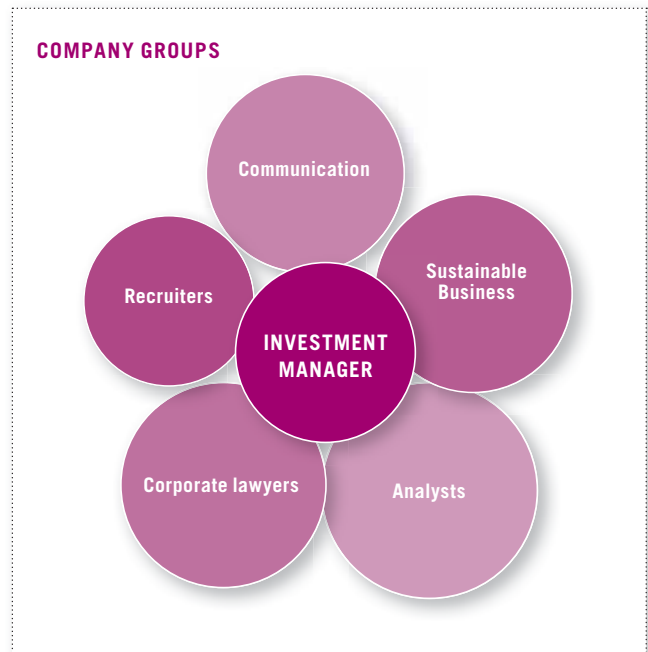 COMPANY GROUPS
Communication
Sustainable
Business
Recruiters
INVESTMENT
MANAGER
Corporate lawyers
Analysts